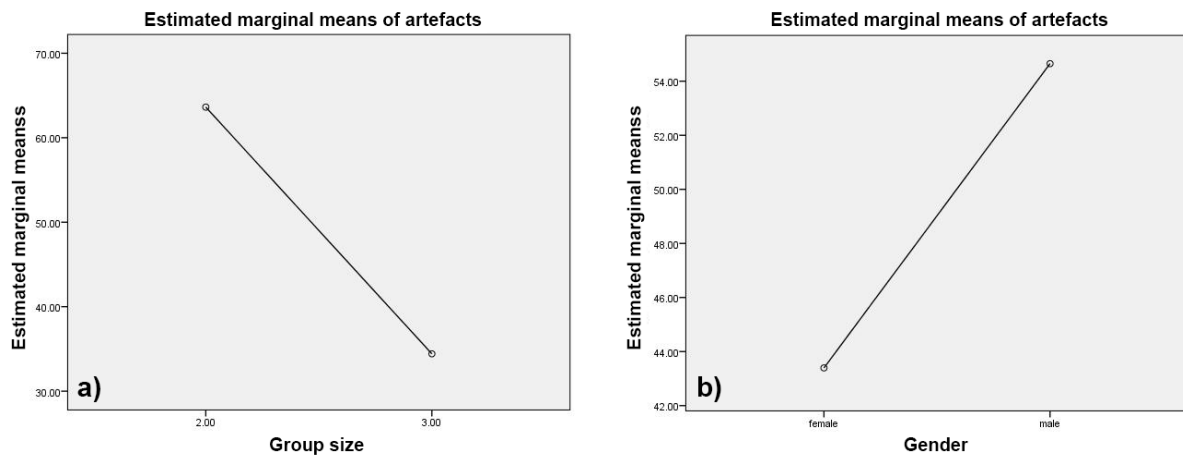 Estimated marginal means of artefacts
Estimated marginal meanss
70.00
60.00
50.00
40.00
30.00
a)
2.00
3.00
Group size
Estimated marginal means of artefacts
Estimated marginal meanss
54.00
52.00
50.00
48.00
46.00
44.00
42.00
b)
female
male
Gender